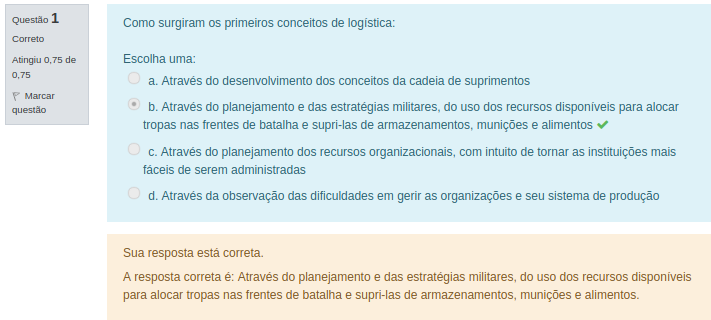 Questão 1
Correto
Atingiu 0,75 de
0,75
Marcar
questão
Como surgiram os primeiros conceitos de logística:
Escolha uma:
a. Através do desenvolvimento dos conceitos da cadeia de suprimentos
b. Através do planejamento e das estratégias militares, do uso dos recursos disponíveis para alocar
tropas nas frentes de batalha e supri-las de armazenamentos, munições e alimentos
c. Através do planejamento dos recursos organizacionais, com intuito de tornar as instituições mais
fáceis de serem administradas
d. Através da observação das dificuldades em gerir as organizações e seu sistema de produção
Sua resposta está correta.
A resposta correta é: Através do planejamento e das estratégias militares, do uso dos recursos disponíveis
para alocar tropas nas frentes de batalha e supri-las de armazenamentos, munições e alimentos.